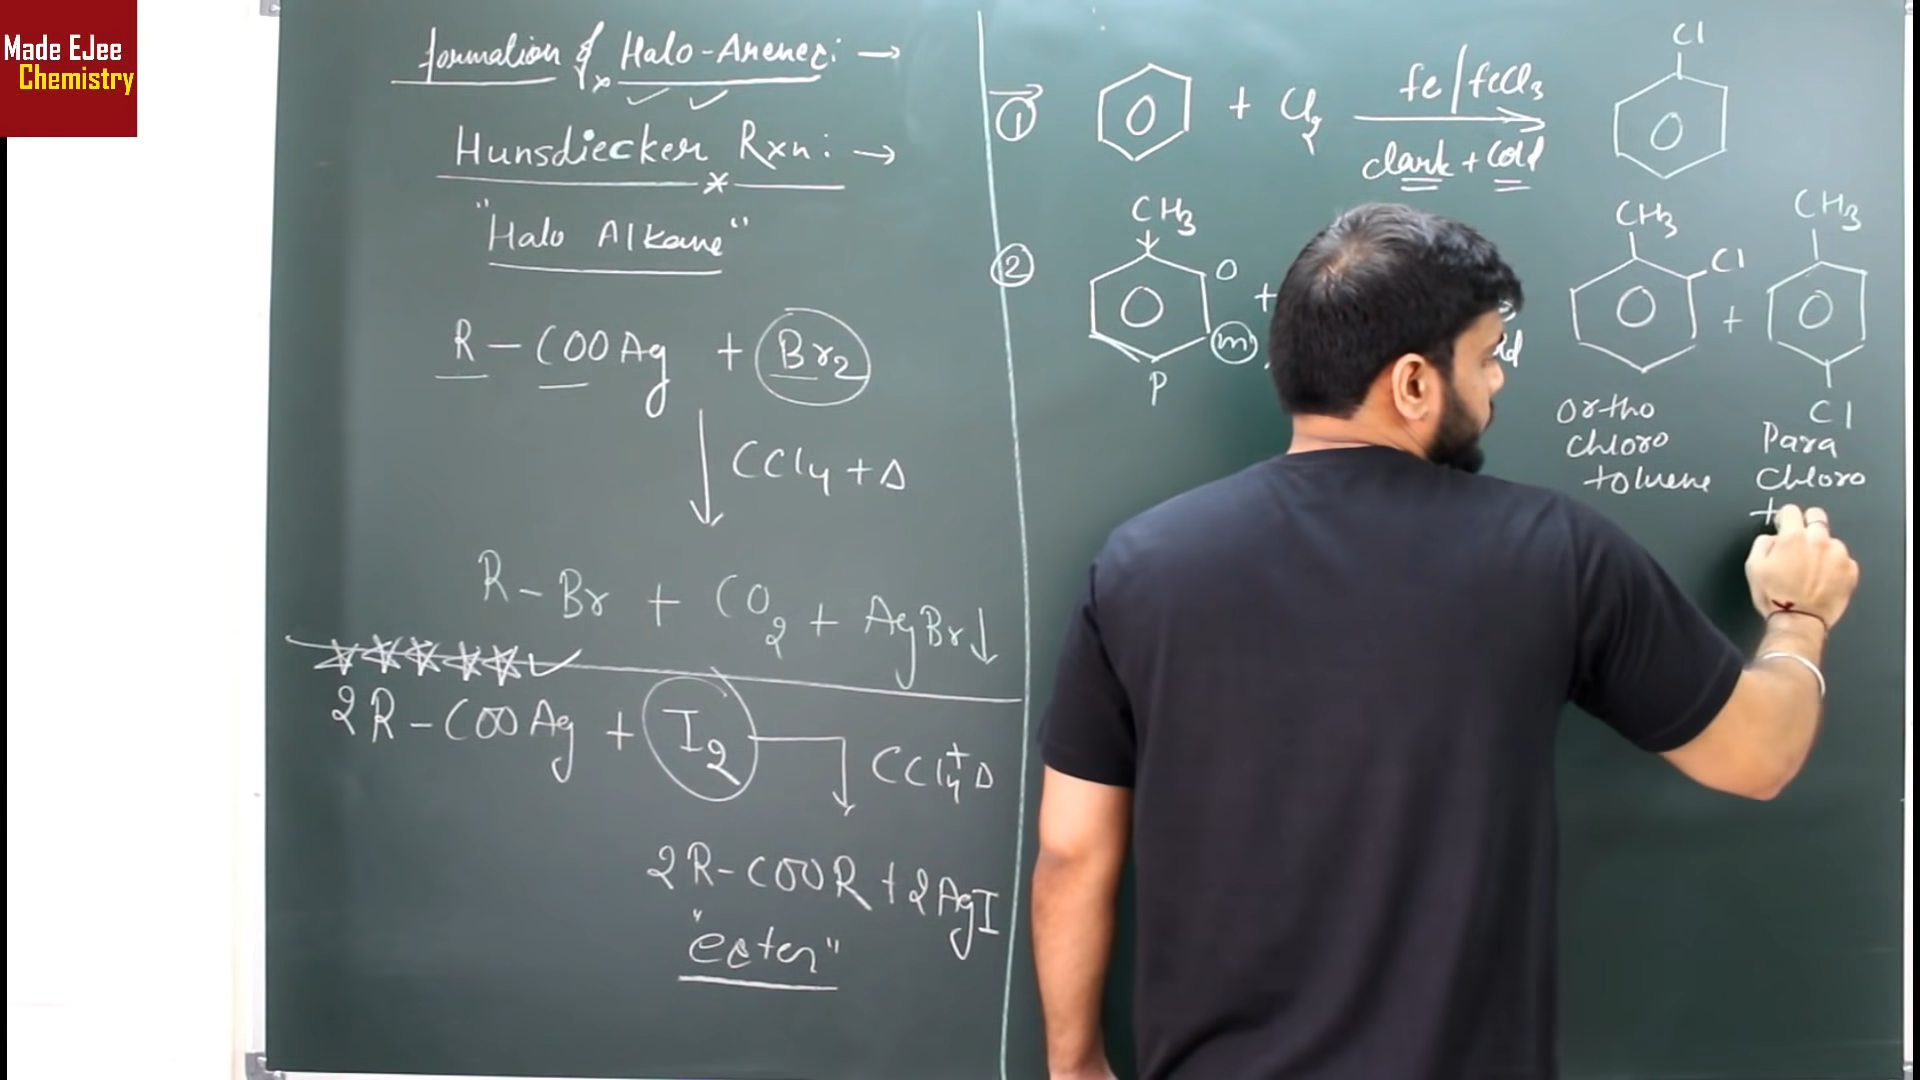 Made EJee
Chemistry
formation of Halo-Arenes: →
Hunsdiecker Rxn: →
"Halo Alkane"
R - COOAg + Br2
CCl4 + Δ
R - Br + CO2 + AgBr↓
2R - COOAg + I2
CCl4 + Δ
2R - COOR + 2AgI
"ester"
① + Cl2 fe/fecl3
dark + cold
Cl
② CH3
o
m
P
+
CH3
Cl
+
CH3
Cl
Ortho
Chloro
toluene
Para
Chloro